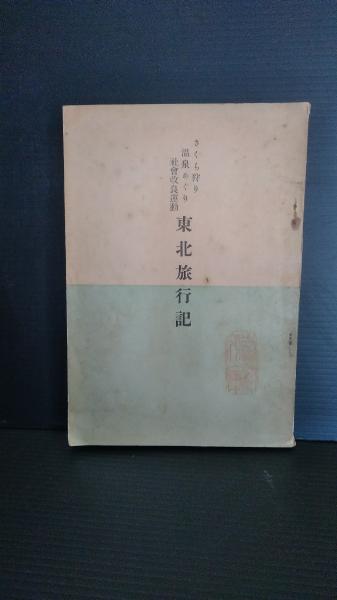 さくら狩り
温泉めぐり
社會改良運動
東北旅行記